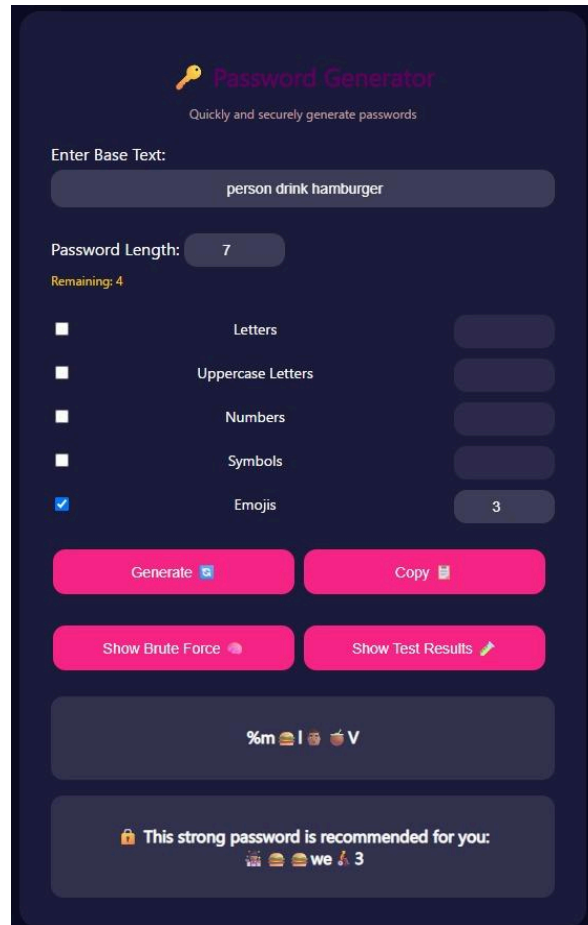 🔑 Password Generator
Quickly and securely generate passwords
Enter Base Text:
person drink hamburger
Password Length: 7
Remaining: 4
Letters
Uppercase Letters
Numbers
Symbols
Emojis 3
Generate 🔄 Copy 📋
Show Brute Force 🧠 Show Test Results 🧪
%m🍔l 🥥 V
🔒 This strong password is recommended for you:
🍔 🍔 we 3